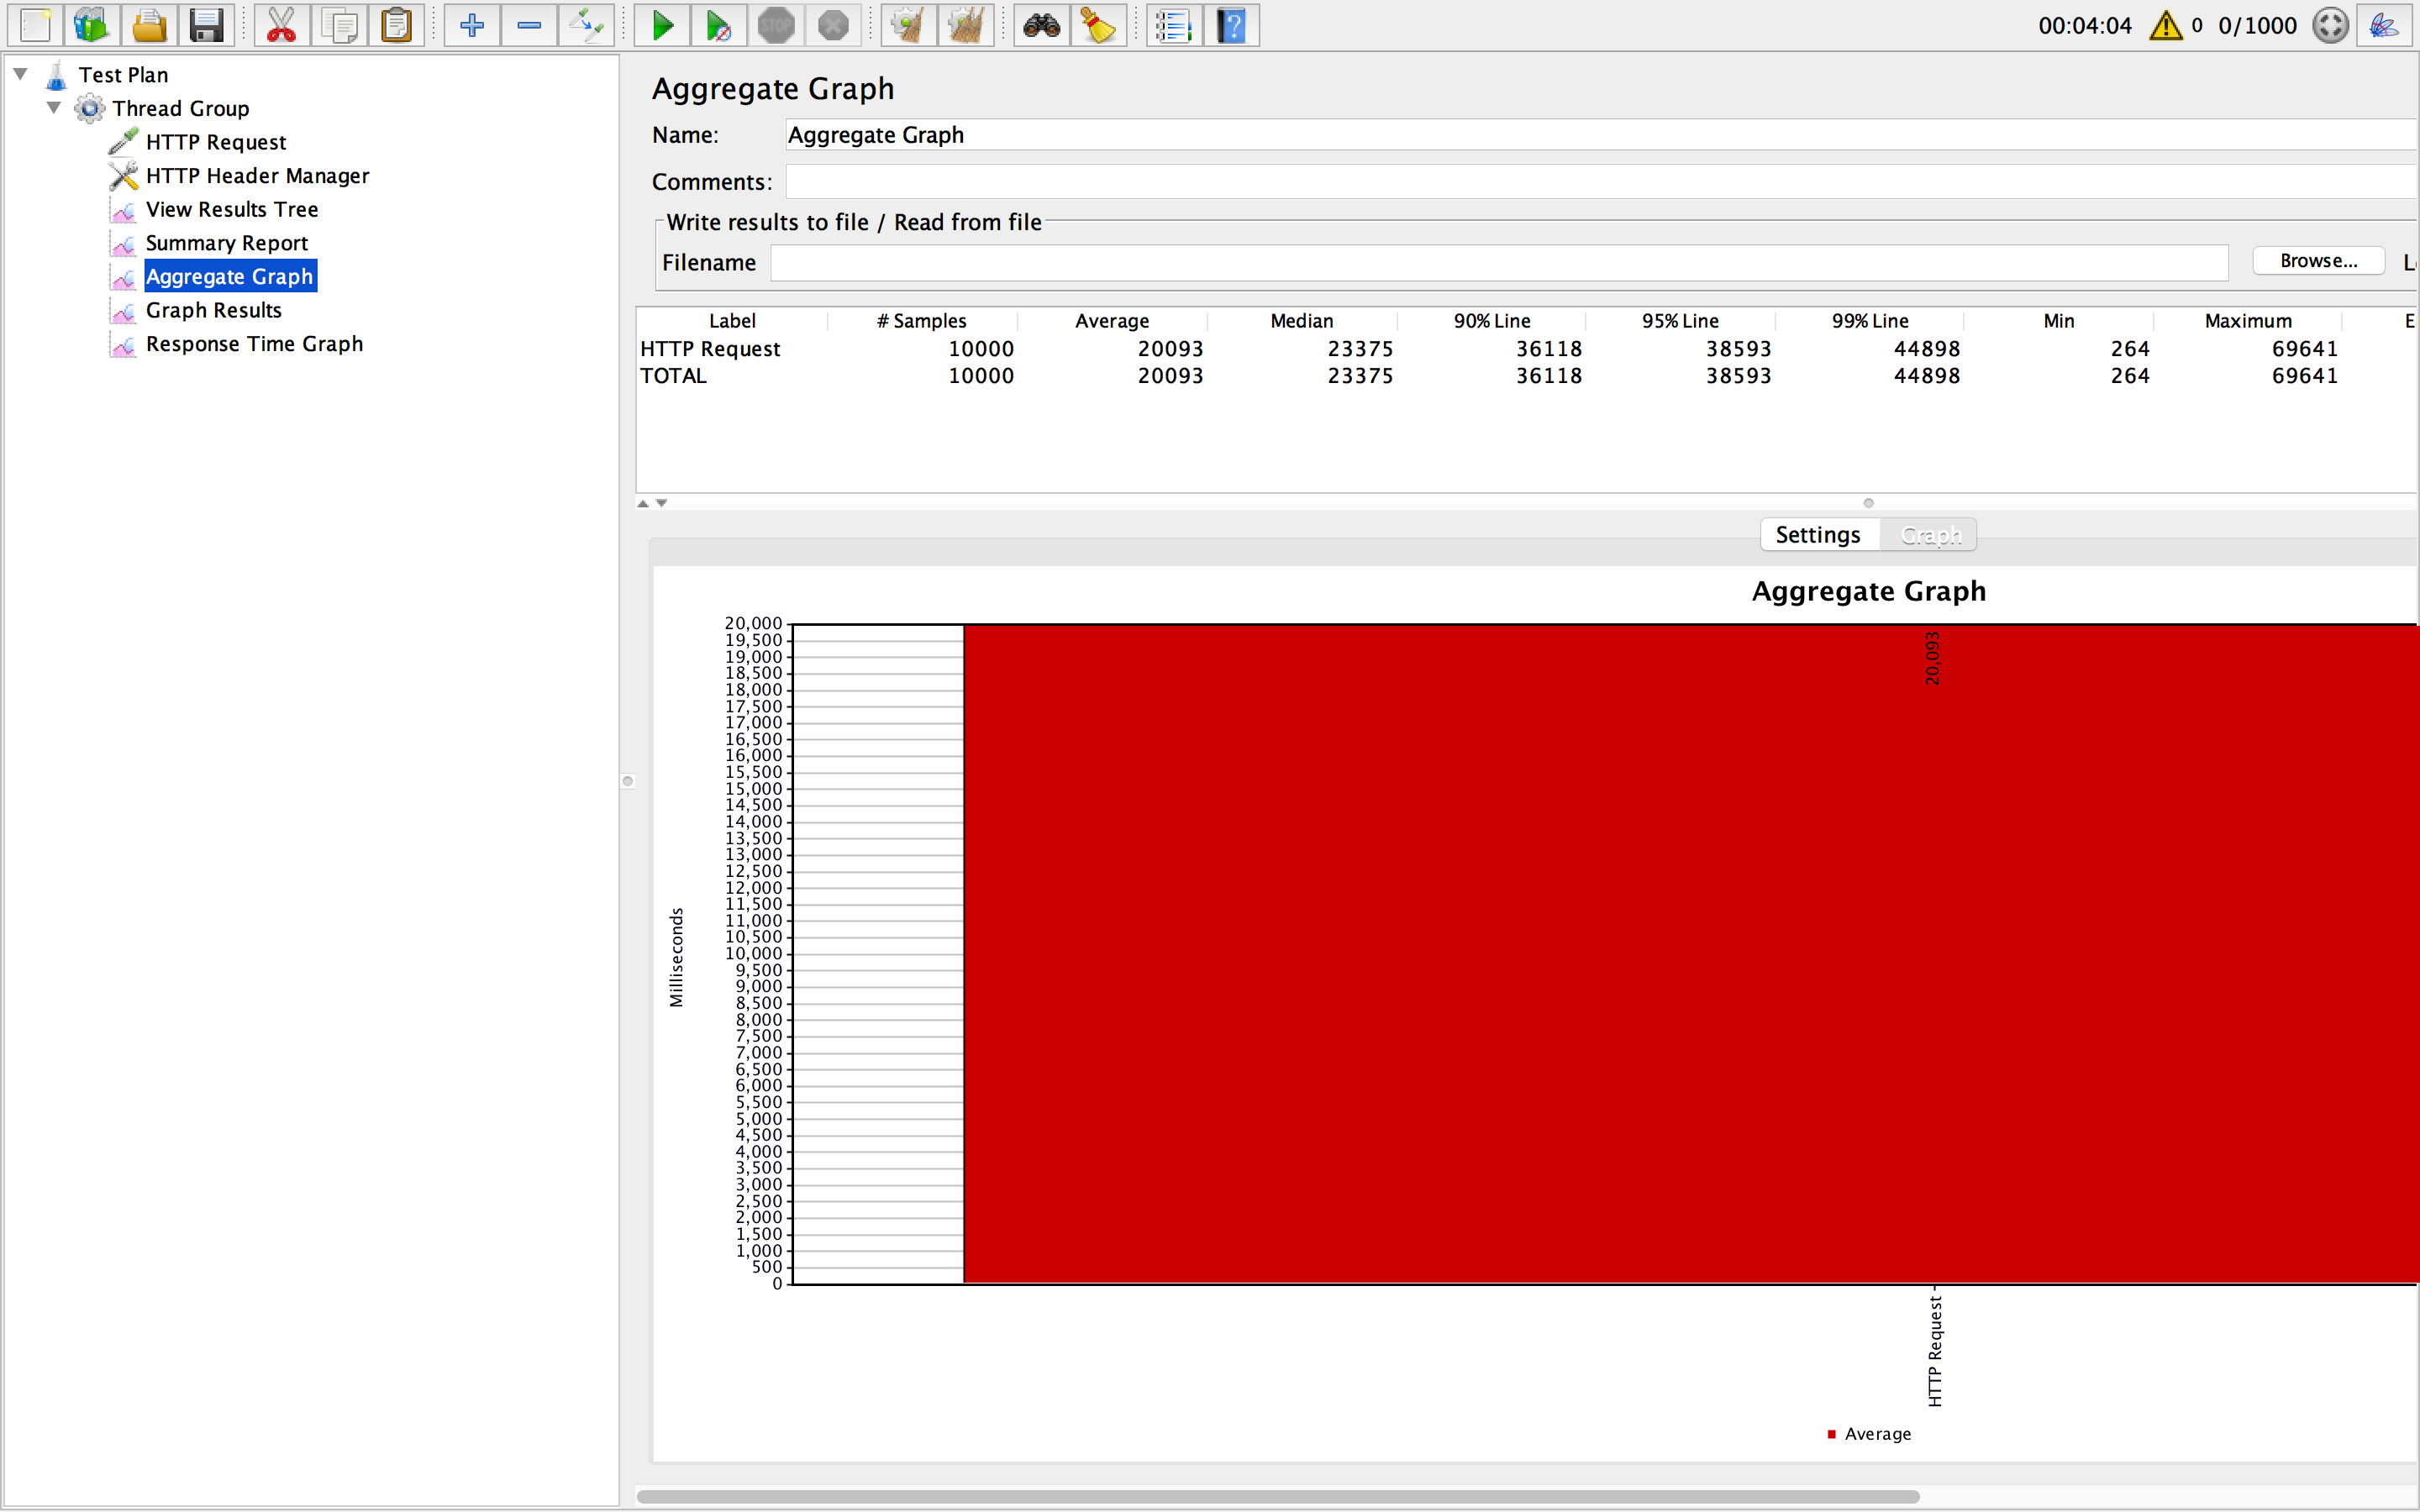 STOP
?
00:04:04 0 0/1000
Test Plan
Thread Group
HTTP Request
HTTP Header Manager
View Results Tree
Summary Report
Aggregate Graph
Graph Results
Response Time Graph
Aggregate Graph
Name: Aggregate Graph
Comments:
Write results to file / Read from file
Filename Browse...
Label # Samples Average Median 90% Line 95% Line 99% Line Min Maximum E
HTTP Request 10000 20093 23375 36118 38593 44898 264 69641
TOTAL 10000 20093 23375 36118 38593 44898 264 69641
Settings Graph
Aggregate Graph
20,000
19,500
19,000
18,500
18,000
17,500
17,000
16,500
16,000
15,500
15,000
14,500
14,000
13,500
13,000
12,500
12,000
11,500
11,000
10,500
10,000
9,500
9,000
8,500
8,000
7,500
7,000
6,500
6,000
5,500
5,000
4,500
4,000
3,500
3,000
2,500
2,000
1,500
1,000
500
0
Milliseconds
20,093
HTTP Request
Average